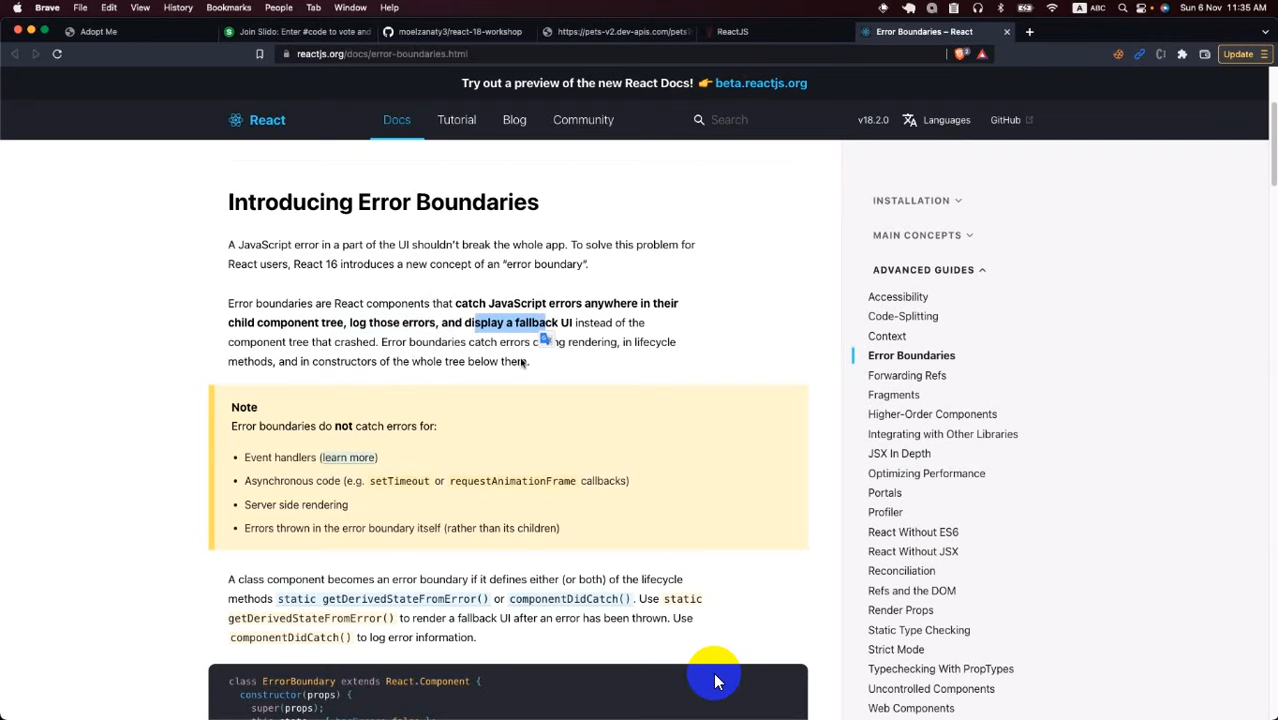 Brave File Edit View History Bookmarks People Tab Window Help
ABC Sun 6 Nov 11:35 AM
Adopt Me
Join Slido: Enter #code to vote and
moelzanaty3/react-18-workshop
https://pets-v2.dev-apis.com/pets?
ReactJS
Error Boundaries – React
reactjs.org/docs/error-boundaries.html
Update
Try out a preview of the new React Docs! 👉 beta.reactjs.org
React Docs Tutorial Blog Community Search v18.2.0 Languages GitHub
Introducing Error Boundaries
A JavaScript error in a part of the UI shouldn't break the whole app. To solve this problem for
React users, React 16 introduces a new concept of an “error boundary”.
Error boundaries are React components that catch JavaScript errors anywhere in their
child component tree, log those errors, and display a fallback UI instead of the
component tree that crashed. Error boundaries catch errors rendering, in lifecycle
methods, and in constructors of the whole tree below them.
Note
Error boundaries do not catch errors for:
• Event handlers (learn more)
• Asynchronous code (e.g. setTimeout or requestAnimationFrame callbacks)
• Server side rendering
• Errors thrown in the error boundary itself (rather than its children)
A class component becomes an error boundary if it defines either (or both) of the lifecycle
methods static getDerivedStateFromError() or componentDidCatch(). Use static
getDerivedStateFromError() to render a fallback UI after an error has been thrown. Use
componentDidCatch() to log error information.
class ErrorBoundary extends React.Component {
constructor(props) {
super(props);
INSTALLATION
MAIN CONCEPTS
ADVANCED GUIDES
Accessibility
Code-Splitting
Context
Error Boundaries
Forwarding Refs
Fragments
Higher-Order Components
Integrating with Other Libraries
JSX In Depth
Optimizing Performance
Portals
Profiler
React Without ES6
React Without JSX
Reconciliation
Refs and the DOM
Render Props
Static Type Checking
Strict Mode
Typechecking With PropTypes
Uncontrolled Components
Web Components